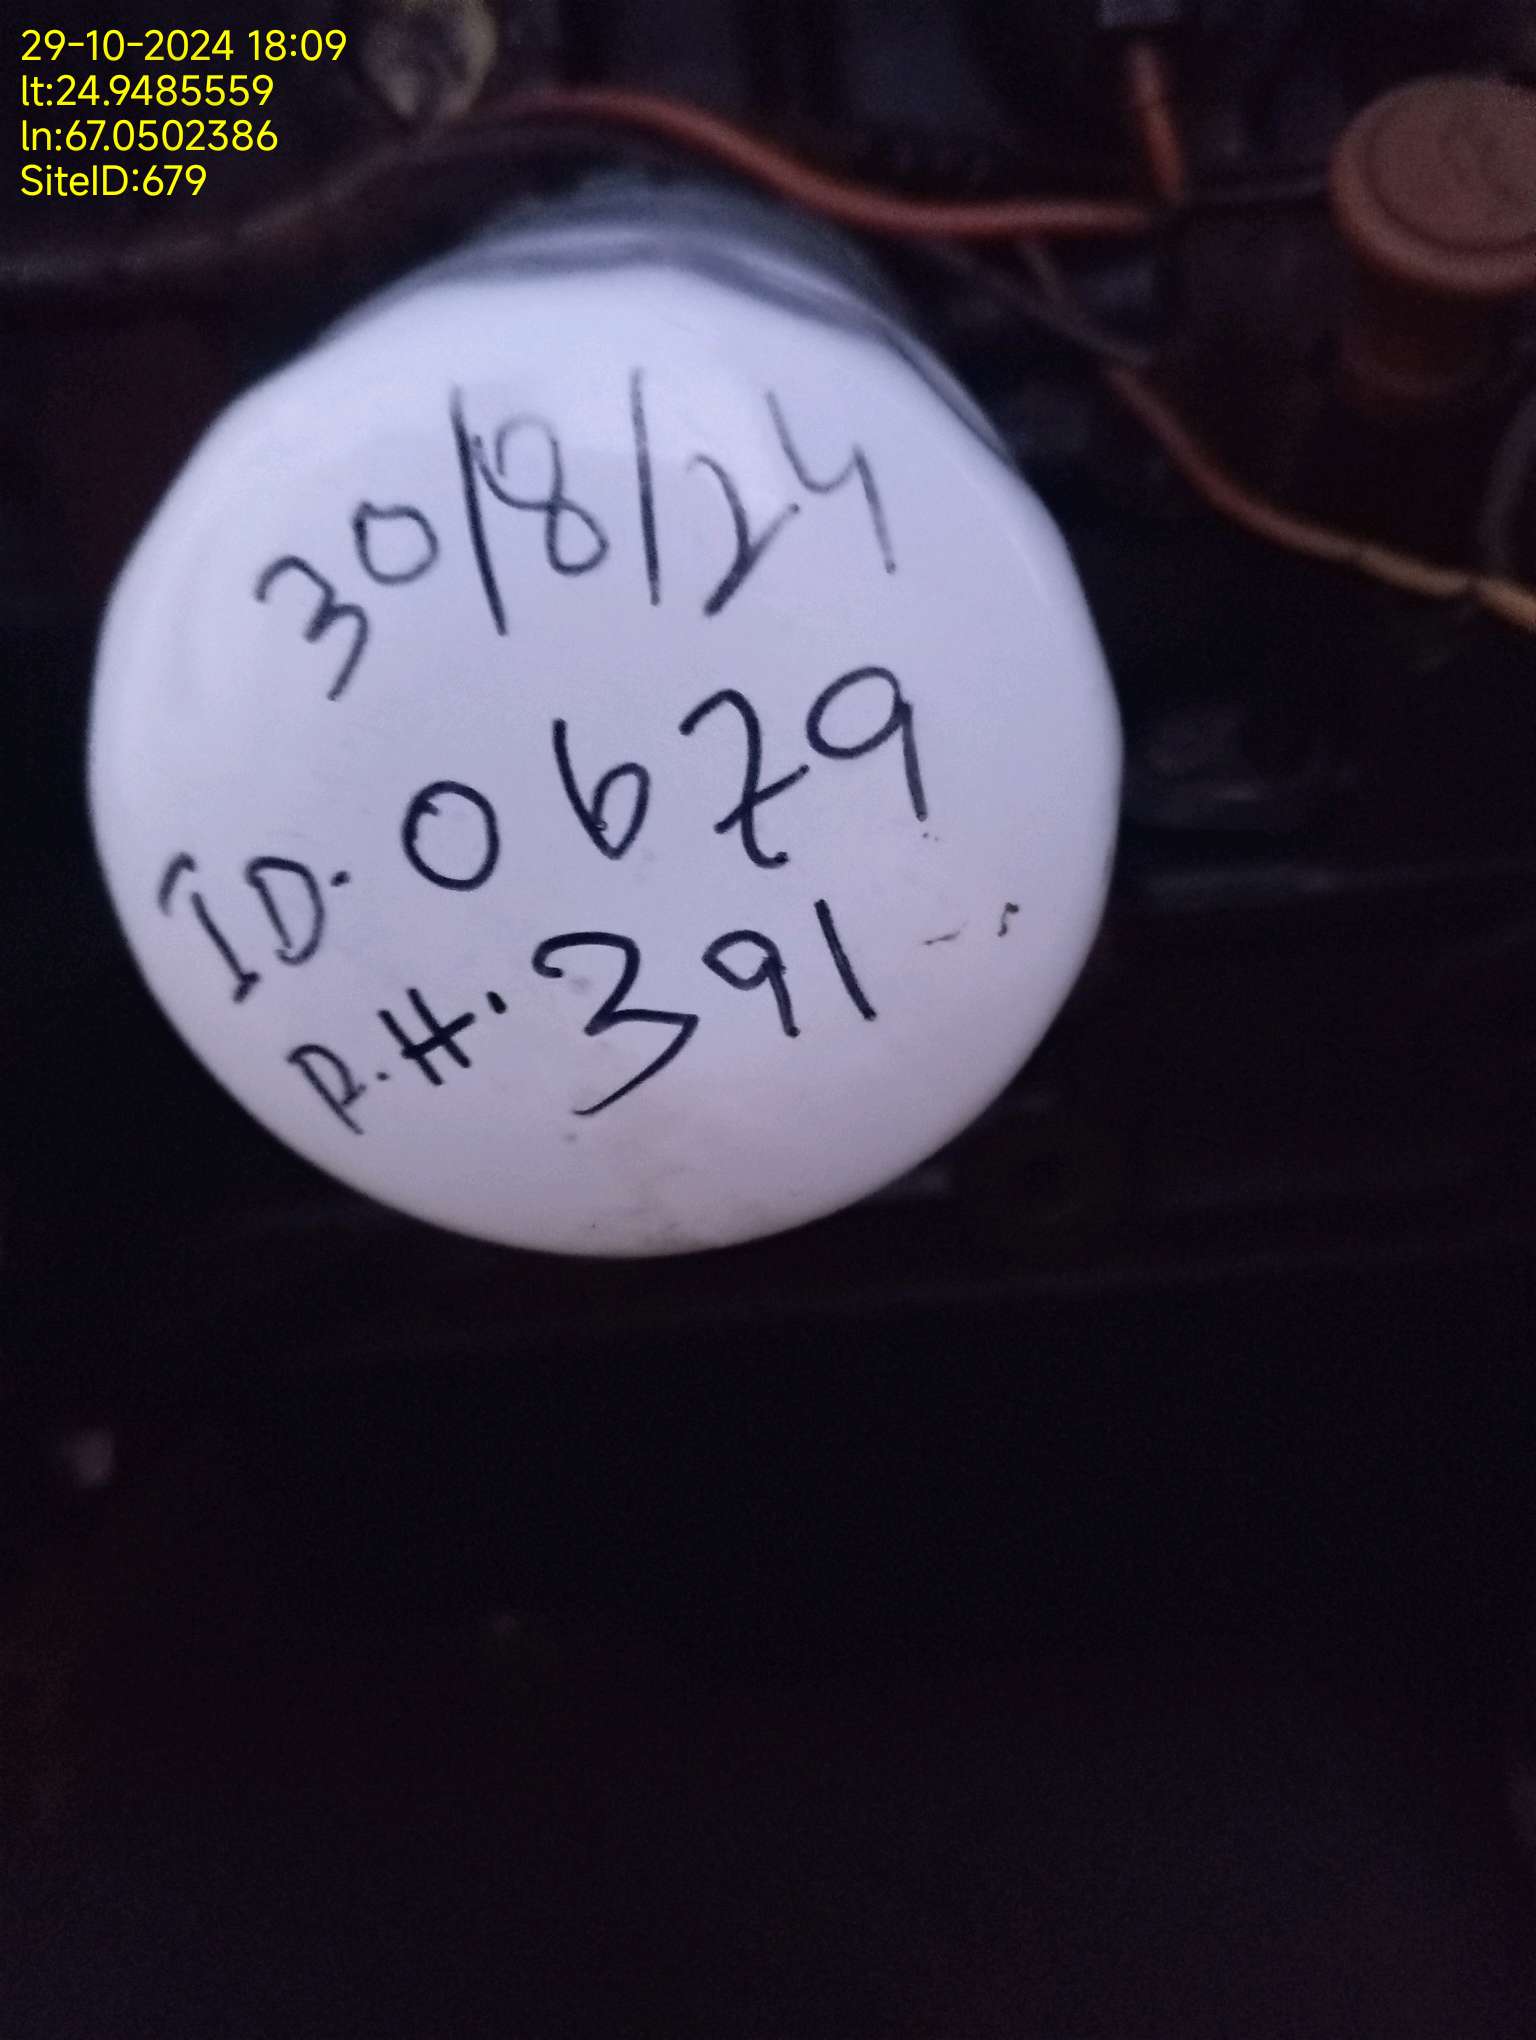 29-10-2024 18:09
lt:24.9485559
ln:67.0502386
SiteID:679
30/8/24
ID. 0679
R.H. 391